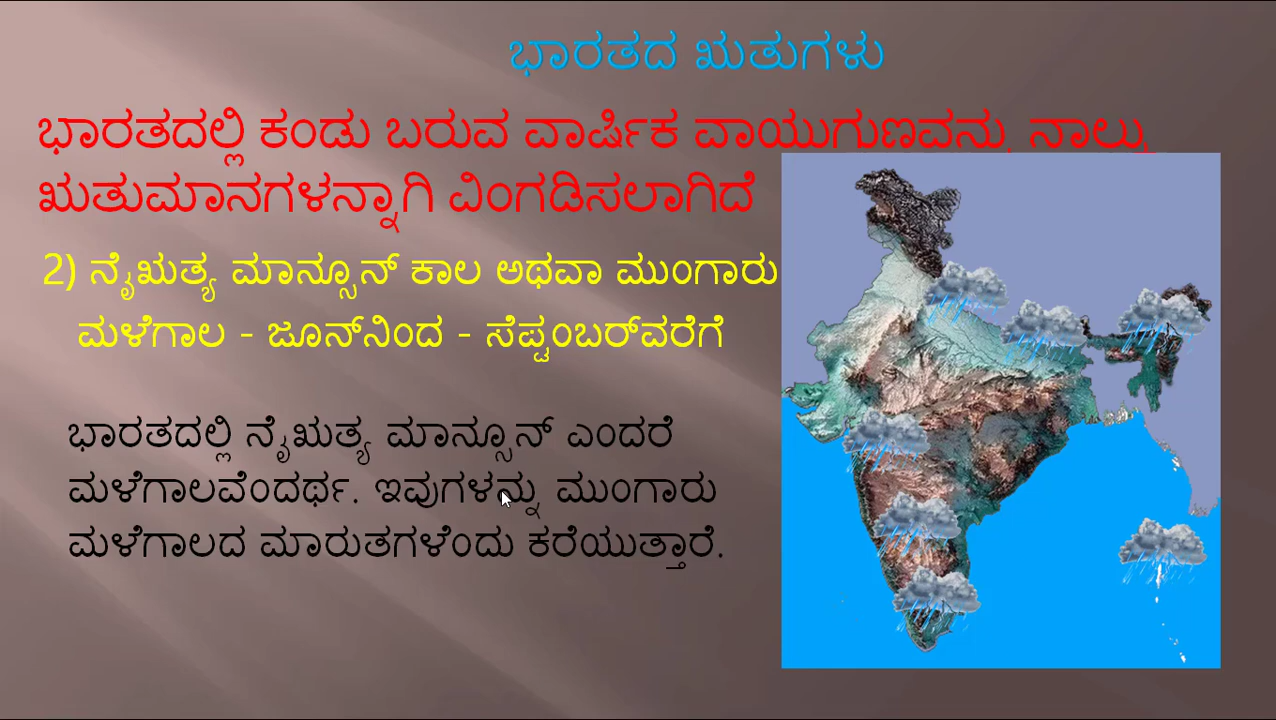 ಭಾರತದ ಋತುಗಳು
ಭಾರತದಲ್ಲಿ ಕಂಡು ಬರುವ ವಾರ್ಷಿಕ ವಾಯುಗುಣವನ್ನು ನಾಲ್ಕು
ಋತುಮಾನಗಳನ್ನಾಗಿ ವಿಂಗಡಿಸಲಾಗಿದೆ
2) ನೈಋತ್ಯ ಮಾನ್ಸೂನ್ ಕಾಲ ಅಥವಾ ಮುಂಗಾರು
ಮಳೆಗಾಲ - ಜೂನ್‌ನಿಂದ - ಸೆಪ್ಟಂಬರ್‌ವರೆಗೆ
ಭಾರತದಲ್ಲಿ ನೈಋತ್ಯ ಮಾನ್ಸೂನ್ ಎಂದರೆ
ಮಳೆಗಾಲವೆಂದರ್ಥ. ಇವುಗಳನ್ನು ಮುಂಗಾರು
ಮಳೆಗಾಲದ ಮಾರುತಗಳೆಂದು ಕರೆಯುತ್ತಾರೆ.